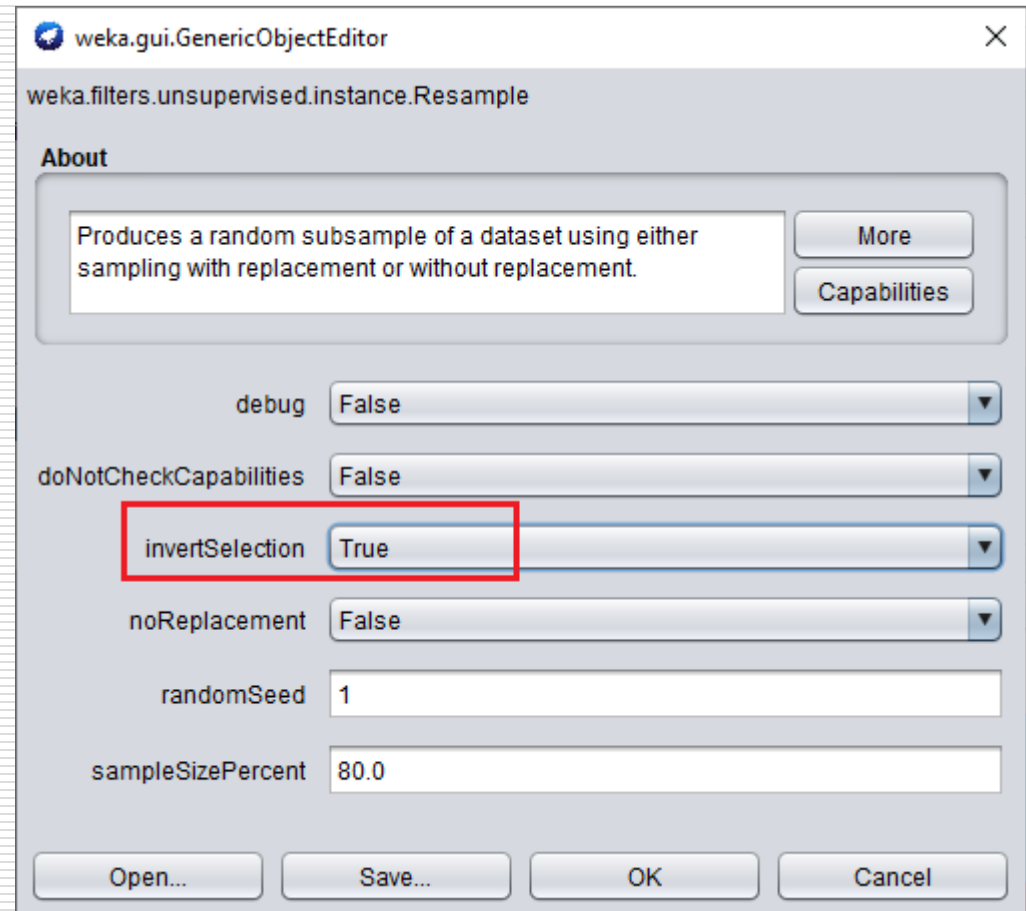 weka.gui.GenericObjectEditor
weka.filters.unsupervised.instance.Resample
About
Produces a random subsample of a dataset using either
sampling with replacement or without replacement.
More
Capabilities
debug False
doNotCheckCapabilities False
invertSelection True
noReplacement False
randomSeed 1
sampleSizePercent 80.0
Open... Save... OK Cancel